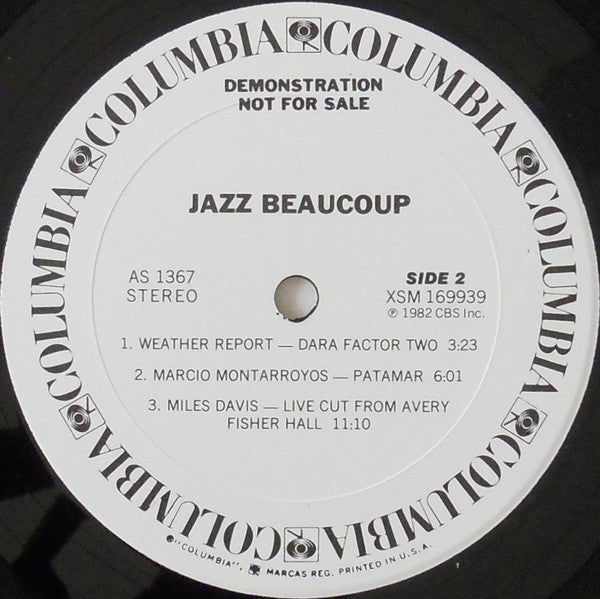 COLUMBIA COLUMBIA COLUMBIA COLUMBIA COLUMBIA COLUMBIA COLUMBIA COLUMBIA
DEMONSTRATION
NOT FOR SALE
JAZZ BEAUCOUP
AS 1367
STEREO
SIDE 2
XSM 169939
℗ 1982 CBS Inc.
1. WEATHER REPORT — DARA FACTOR TWO 3:23
2. MARCIO MONTARROYOS — PATAMAR 6:01
3. MILES DAVIS — LIVE CUT FROM AVERY
FISHER HALL 11:10
"COLUMBIA", MARCAS REG. PRINTED IN U.S.A.